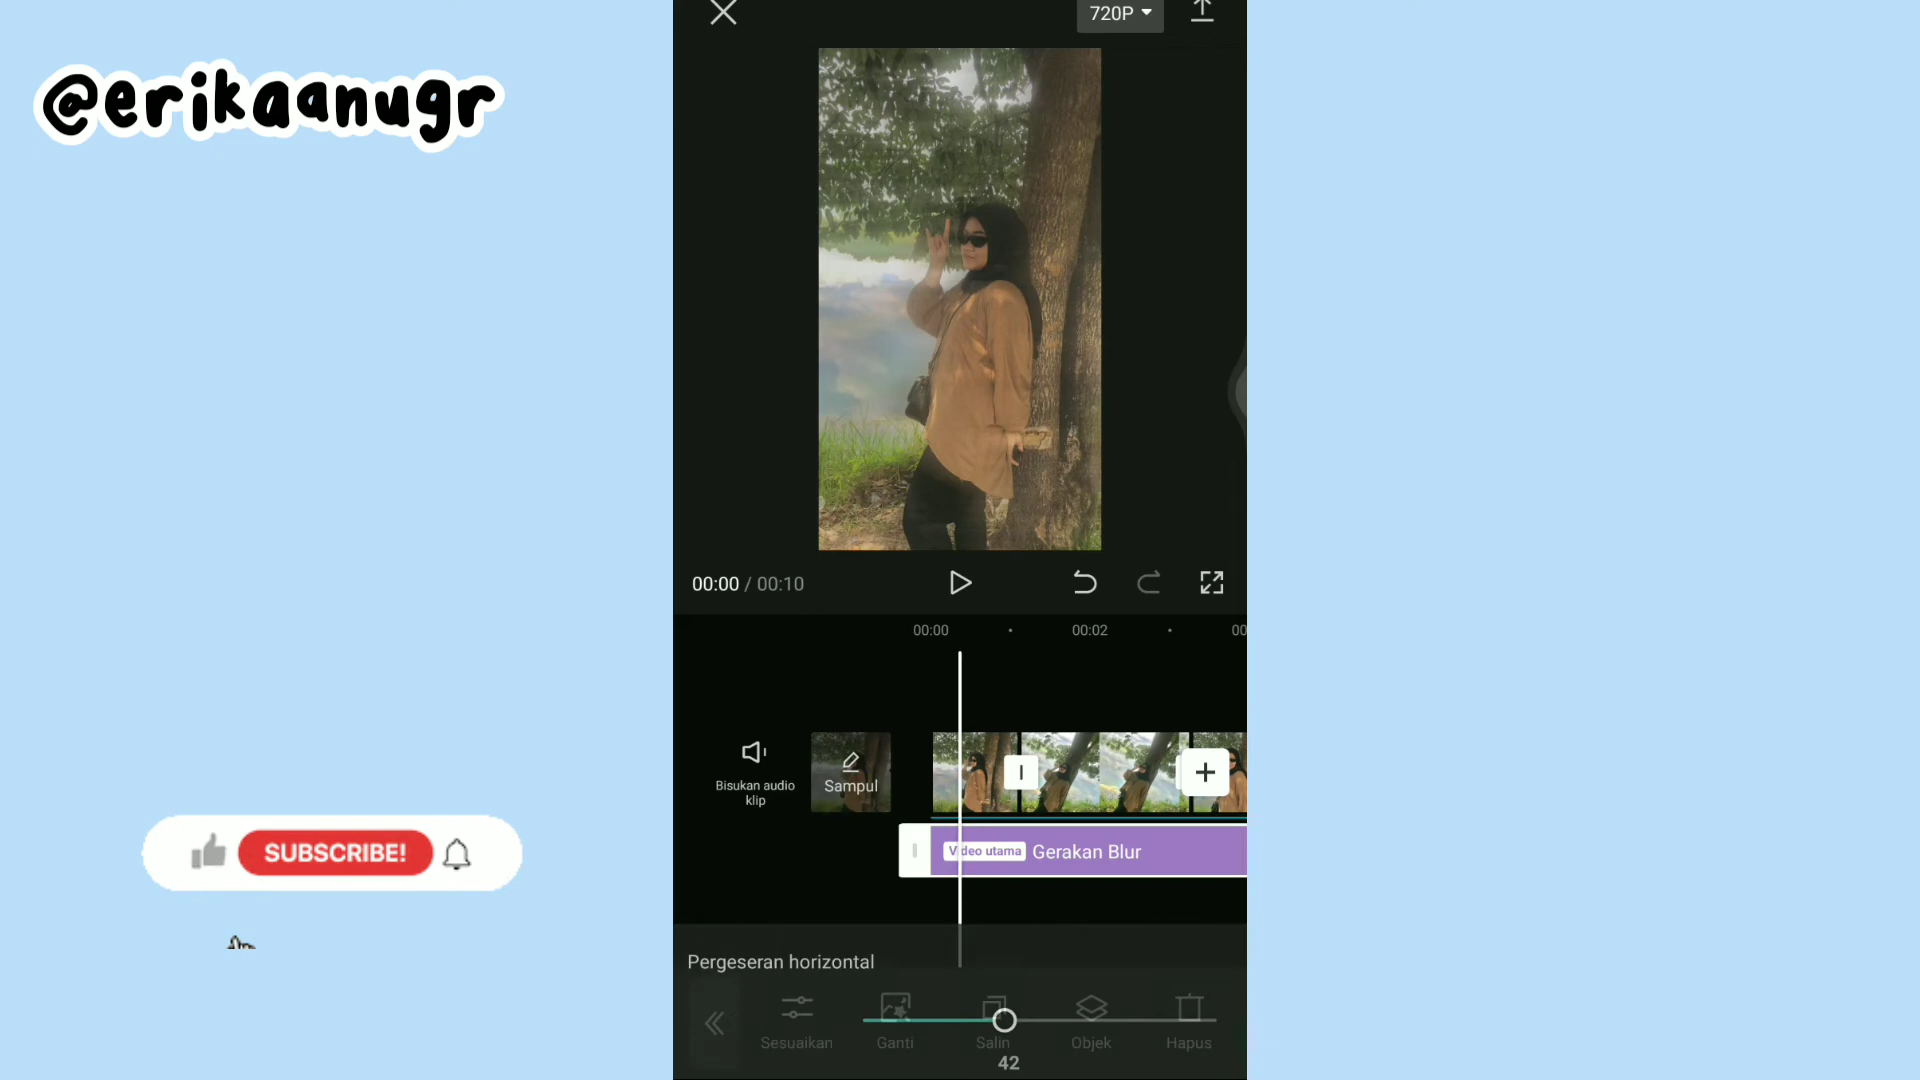 @erikaanugr
720P
00:00 / 00:10
00:00
00:02
00
Bisukan audio
klip
Sampul
Video utama
Gerakan Blur
SUBSCRIBE!
Pergeseran horizontal
Sesuaikan
Ganti
Salin
Objek
Hapus
42